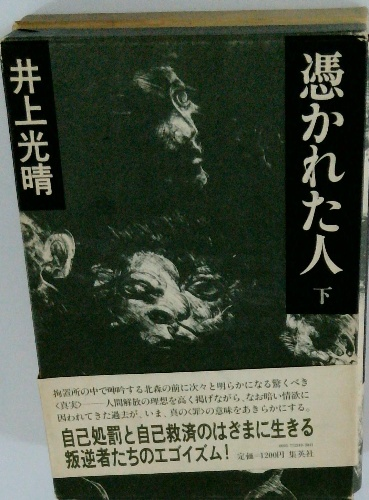 憑かれた人
下
井上光晴
拘置所の中で呻吟する北森の前に次々と明らかになる驚くべき
〈真実〉――人間解放の理想を高く掲げながら、なお暗い情欲に
囚われてきた過去が、いま、真の〈罪〉の意味をあきらかにする。
自己処罰と自己救済のはさまに生きる
叛逆者たちのエゴイズム!
定価―1200円 集英社